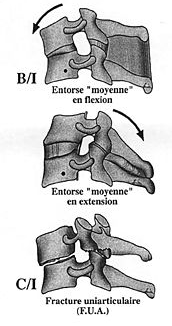 B/I
Entorse "moyenne"
en flexion
Entorse "moyenne"
en extension
C/I
Fracture uniarticulaire
(F.U.A.)